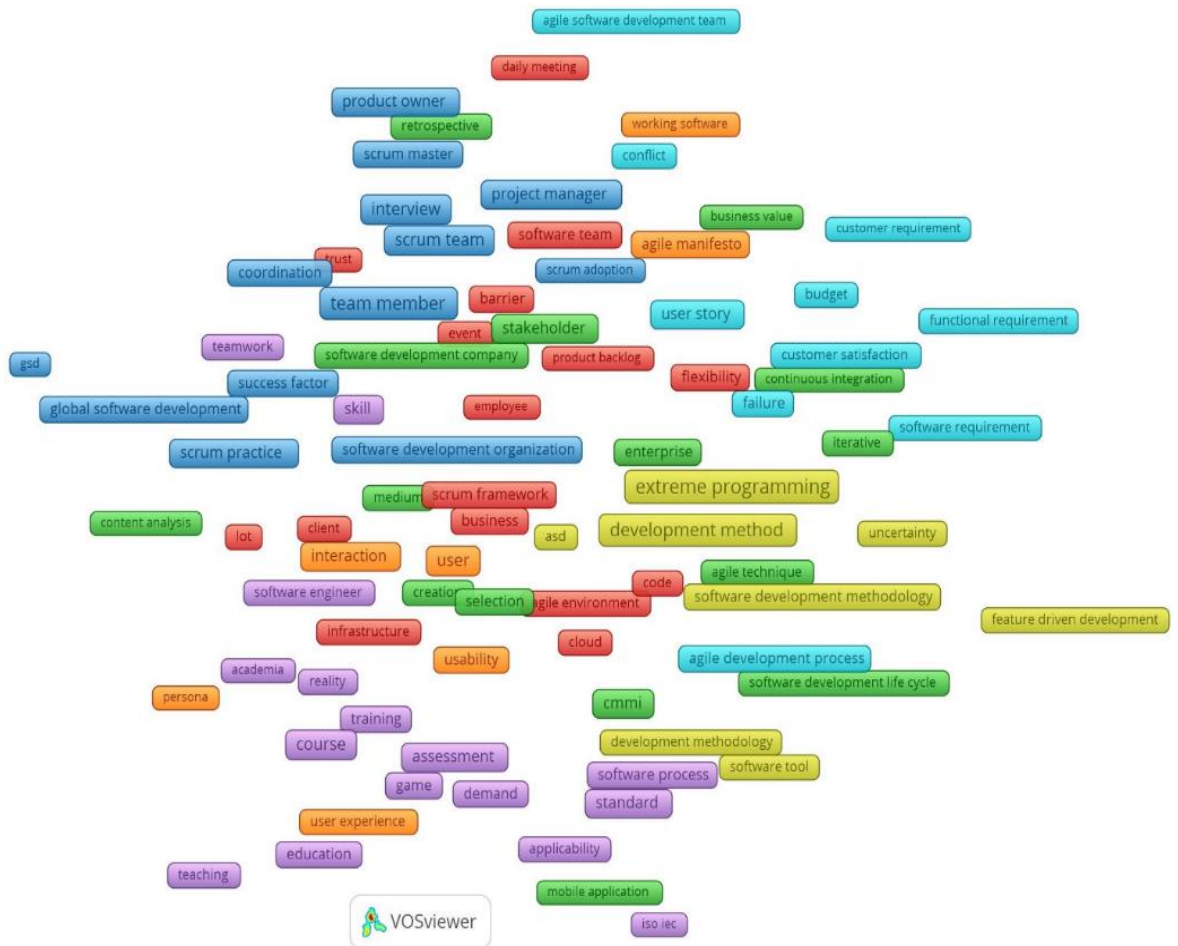 agile software development team
daily meeting
product owner
retrospective
working software
scrum master
conflict
project manager
interview
business value
customer requirement
scrum team
software team
agile manifesto
trust
coordination
scrum adoption
budget
team member
barrier
user story
functional requirement
event
stakeholder
teamwork
software development company
product backlog
customer satisfaction
gsd
flexibility
continuous integration
success factor
failure
global software development
skill
employee
software requirement
iterative
scrum practice
software development organization
enterprise
extreme programming
medium
scrum framework
content analysis
business
lot
client
asd
development method
uncertainty
interaction
user
agile technique
code
software engineer
creation
selection
agile environment
software development methodology
feature driven development
infrastructure
cloud
usability
agile development process
academia
reality
software development life cycle
persona
cmmi
training
course
development methodology
assessment
software tool
software process
game
demand
standard
user experience
education
applicability
teaching
mobile application
VOSviewer
iso iec